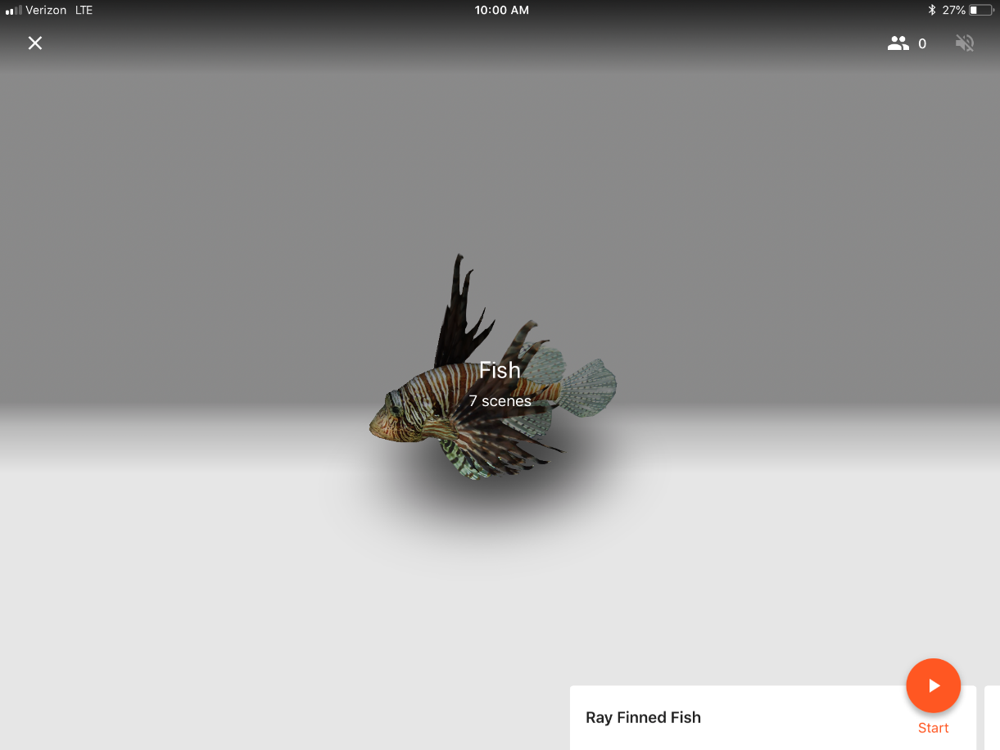 Verizon LTE 10:00 AM 27%
0
Fish
7 scenes
Ray Finned Fish
Start